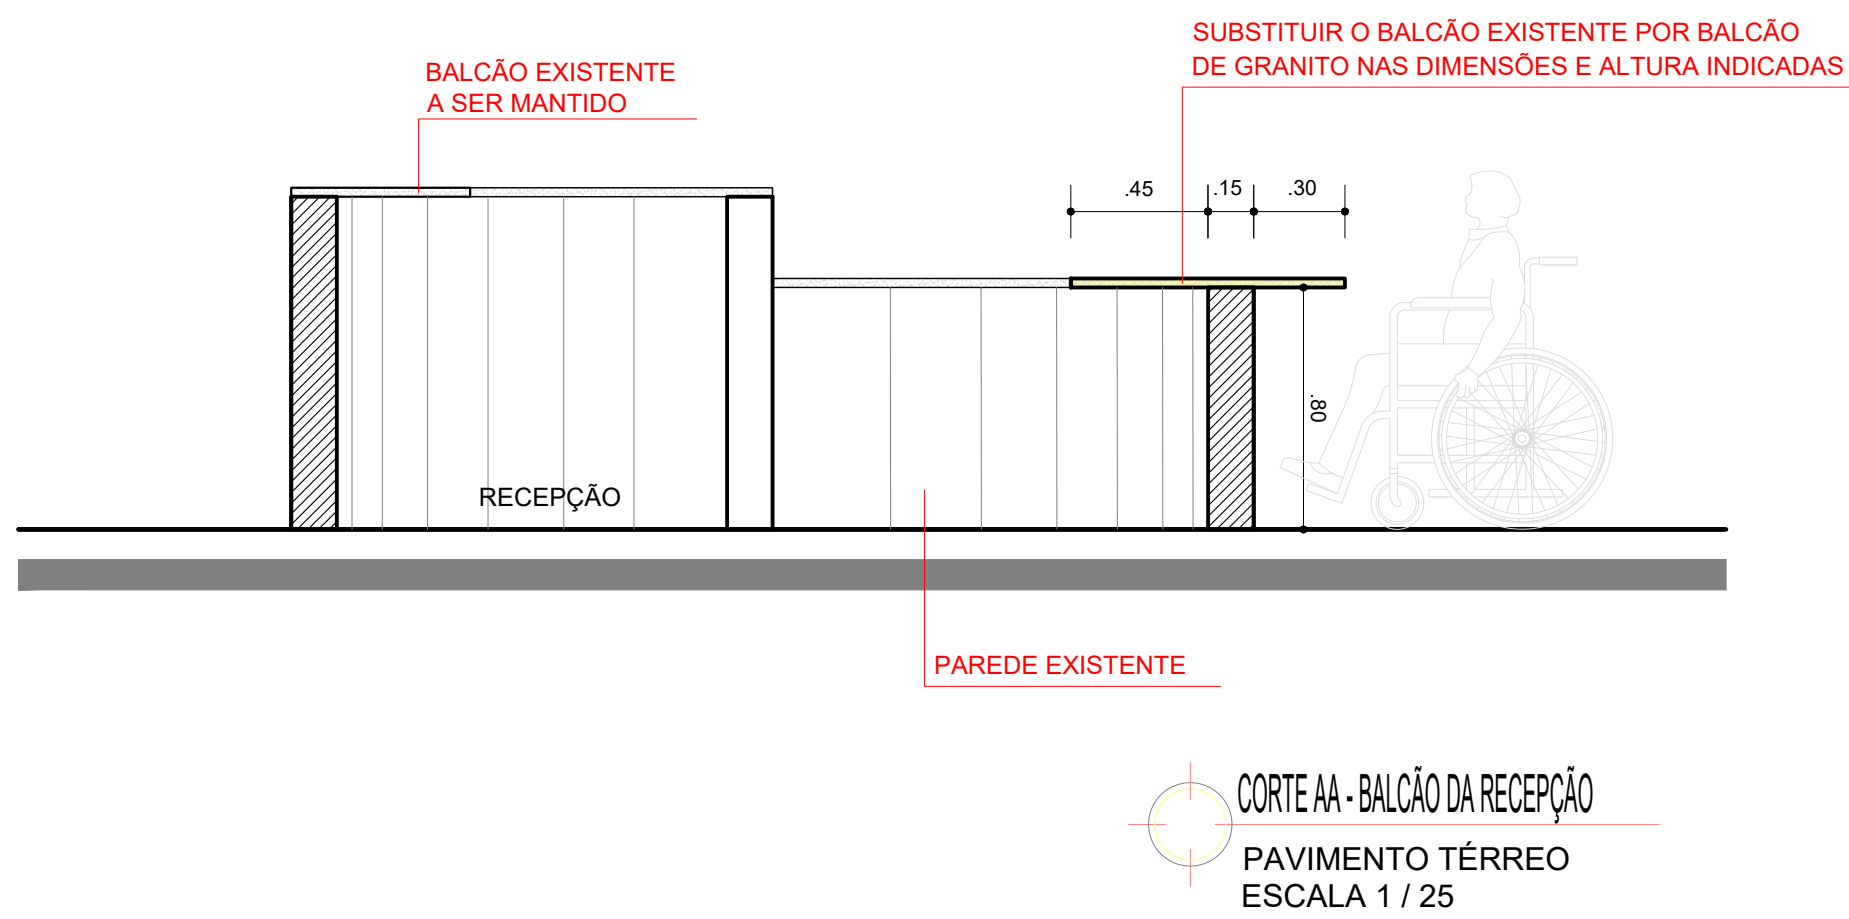 SUBSTITUIR O BALCÃO EXISTENTE POR BALCÃO
DE GRANITO NAS DIMENSÕES E ALTURA INDICADAS
BALCÃO EXISTENTE
A SER MANTIDO
.45
.15
.30
.80
RECEPÇÃO
PAREDE EXISTENTE
CORTE AA - BALCÃO DA RECEPÇÃO
PAVIMENTO TÉRREO
ESCALA 1 / 25